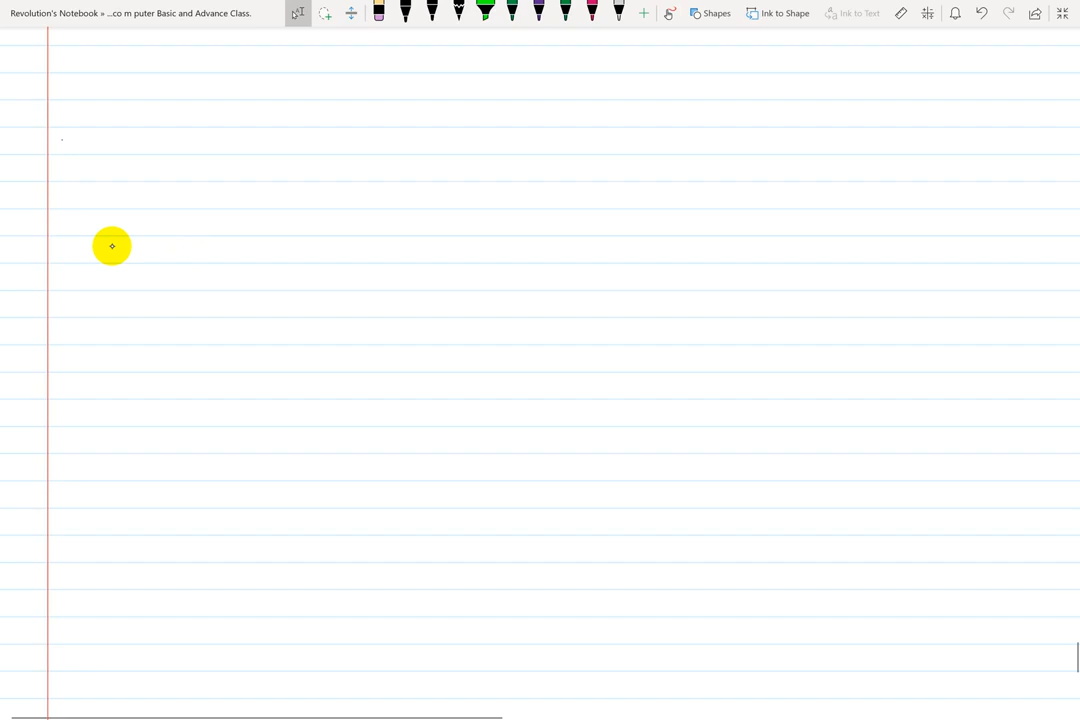 Revolution's Notebook » ...co m puter Basic and Advance Class. Shapes Ink to Shape Ink to Text